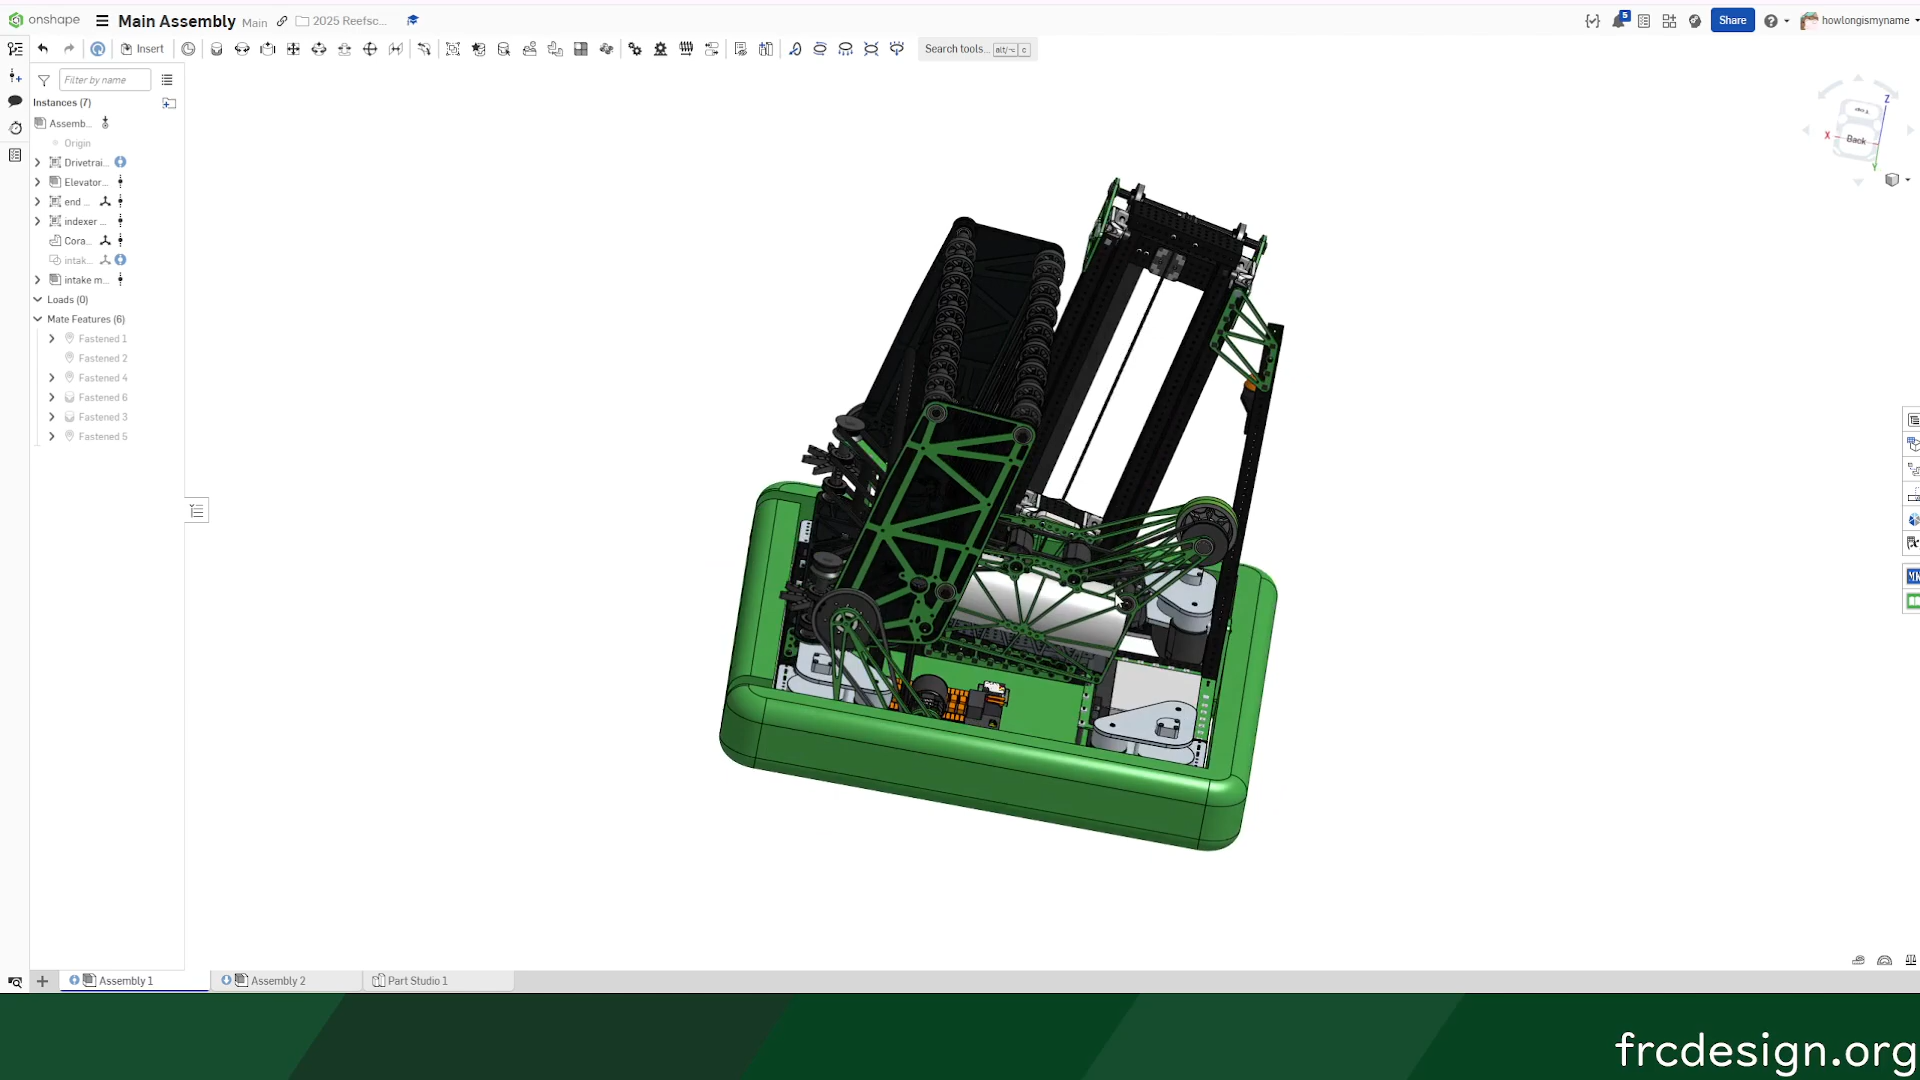 onshape Main Assembly Main 2025 Reefsc... 5 Share howlongismyname
Insert Search tools... alt/⌥ c
Filter by name
Instances (7)
Assemb...
Origin
Drivetrai...
Elevator...
end ...
indexer ...
Cora...
intak...
intake m...
Loads (0)
Mate Features (6)
Fastened 1
Fastened 2
Fastened 4
Fastened 6
Fastened 3
Fastened 5
Z
X Back
Y
Assembly 1 Assembly 2 Part Studio 1
frcdesign.org